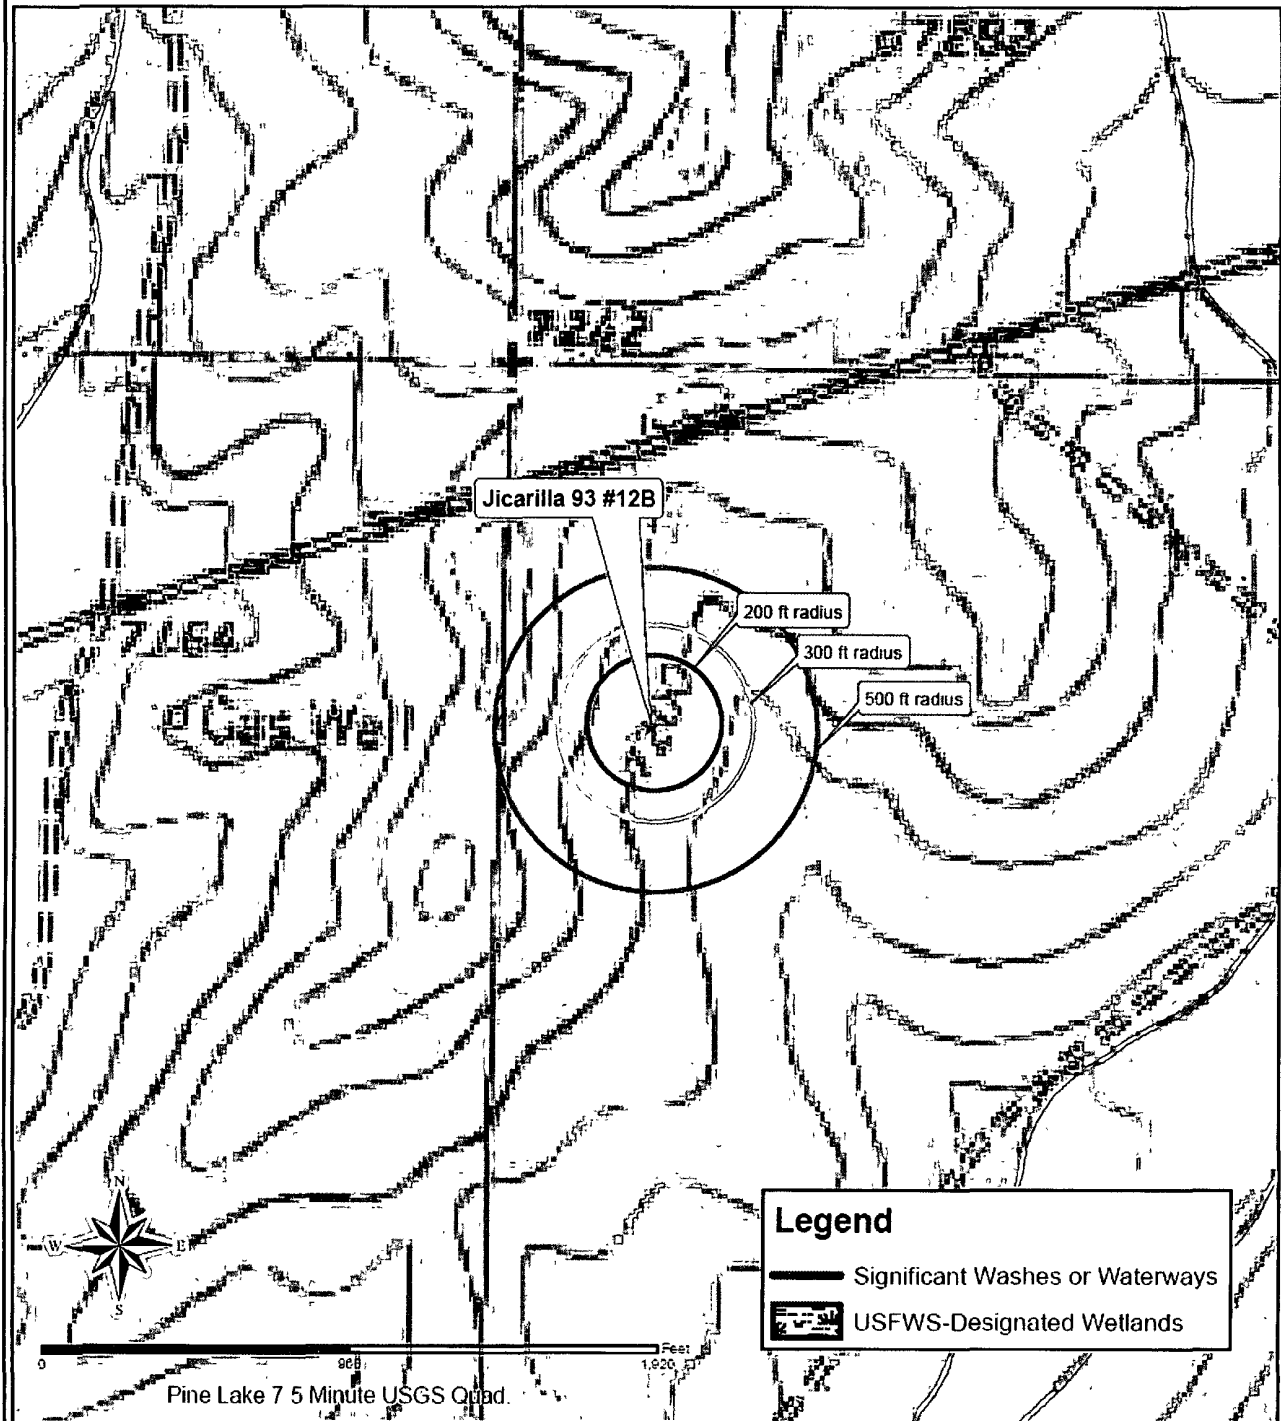 Jicarilla 93 #12B
200 ft radius
300 ft radius
500 ft radius
N
W
E
S
Legend
Significant Washes or Waterways
USFWS-Designated Wetlands
0
960
1,920
Feet
Pine Lake 7 5 Minute USGS Quad.